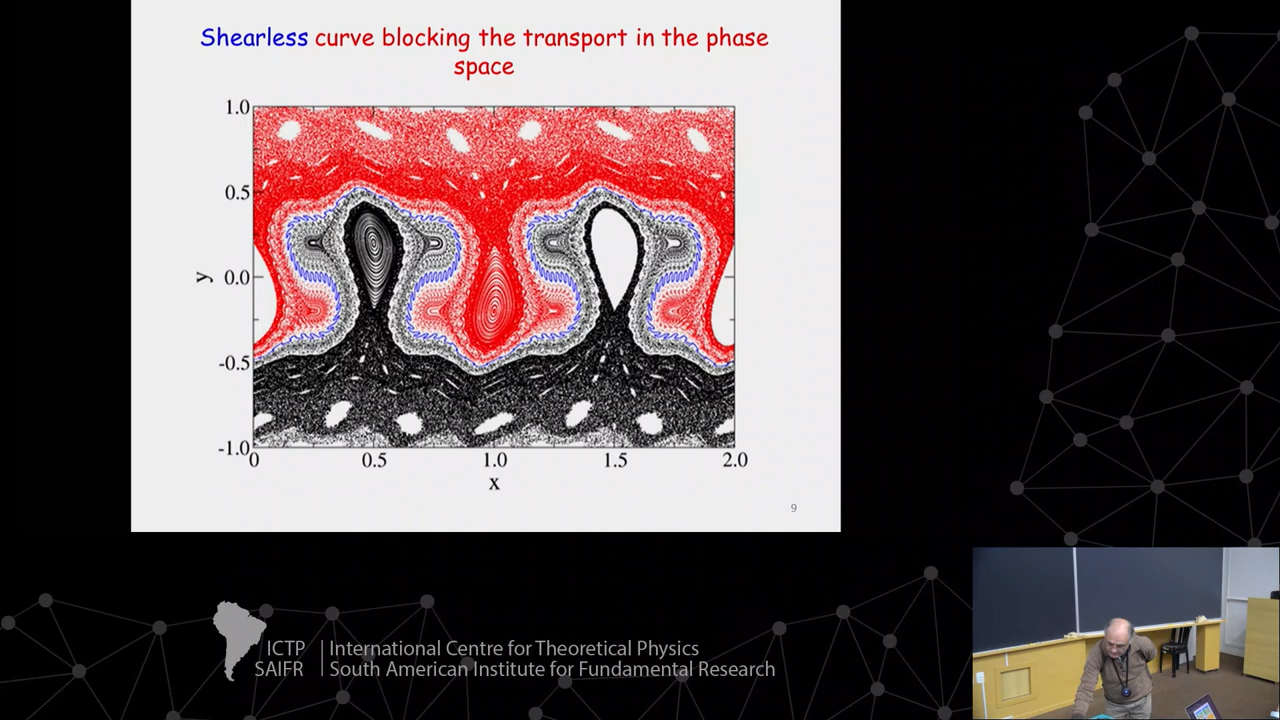 Shearless curve blocking the transport in the phase
space
1.0
0.5
y 0.0
-0.5
-1.0
0 0.5 1.0 1.5 2.0
x
9
ICTP | International Centre for Theoretical Physics
SAIFR | South American Institute for Fundamental Research